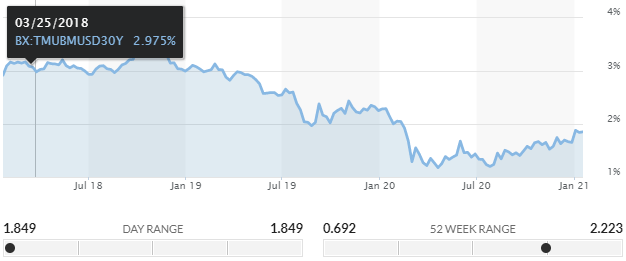 03/25/2018
BX:TMUBMUSD30Y 2.975%
4%
3%
2%
1%
Jul 18 Jan 19 Jul 19 Jan 20 Jul 20 Jan 21
1.849 DAY RANGE 1.849 0.692 52 WEEK RANGE 2.223